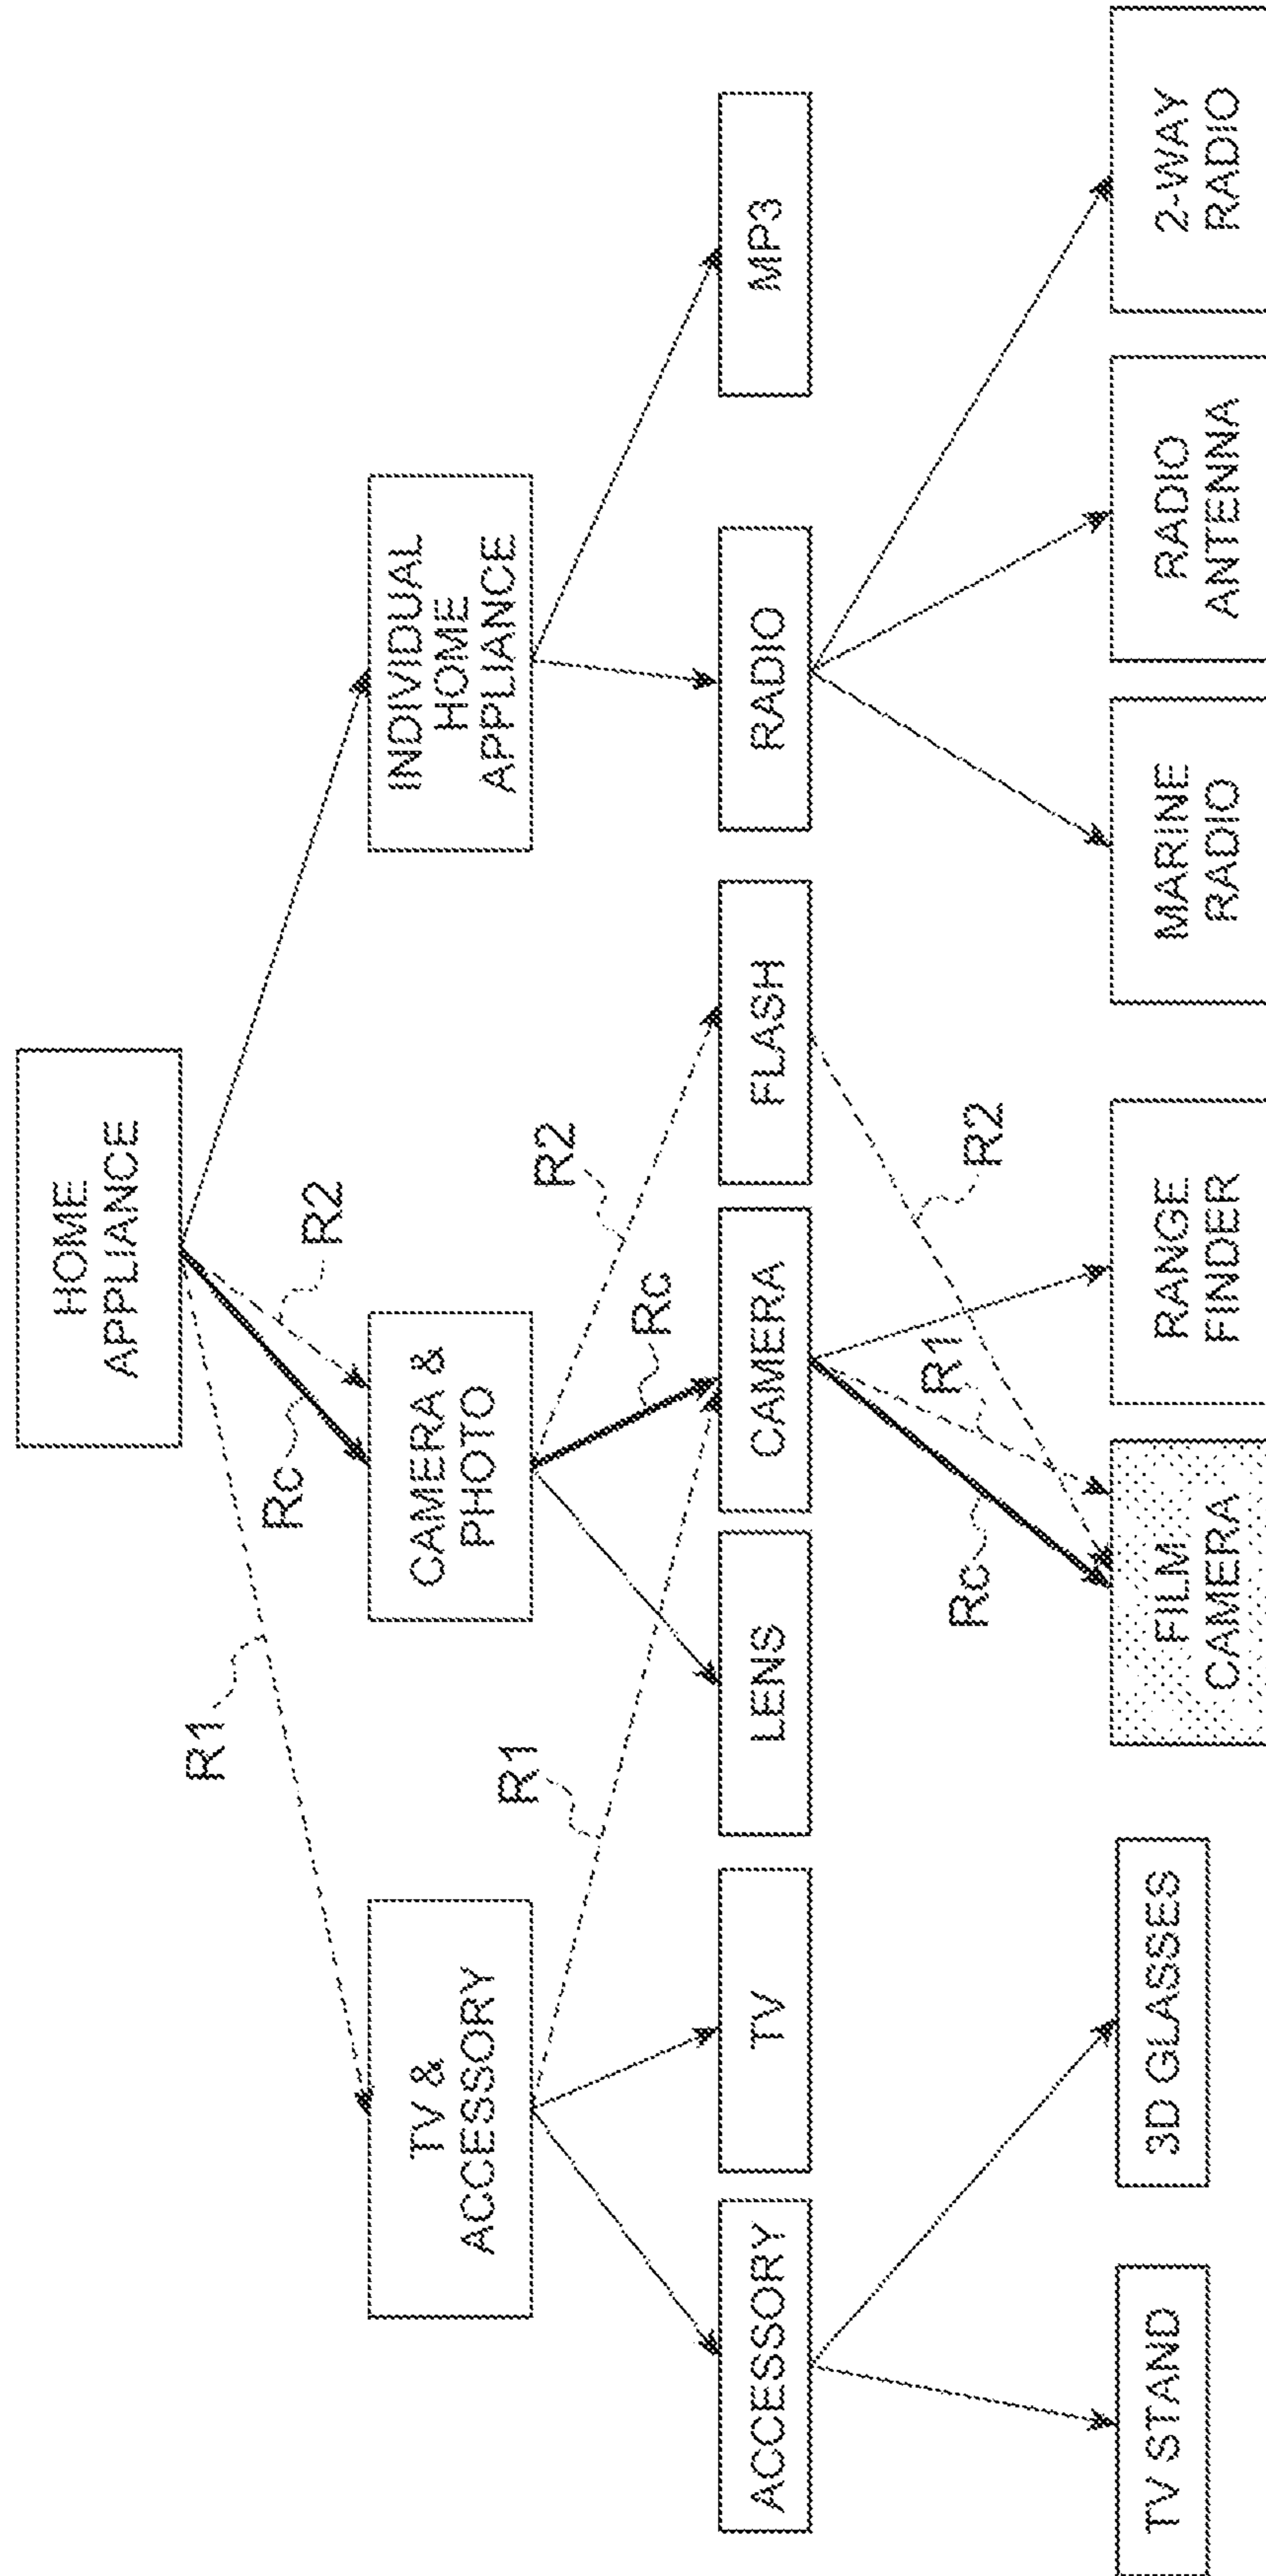 HOME
APPLIANCE
R1
Rc
R2
TV &
ACCESSORY
CAMERA &
PHOTO
INDIVIDUAL
HOME
APPLIANCE
R1
Rc
R2
ACCESSORY
TV
LENS
CAMERA
FLASH
RADIO
MP3
Rc
R1
R2
TV STAND
3D GLASSES
FILM
CAMERA
RANGE
FINDER
MARINE
RADIO
RADIO
ANTENNA
2-WAY
RADIO